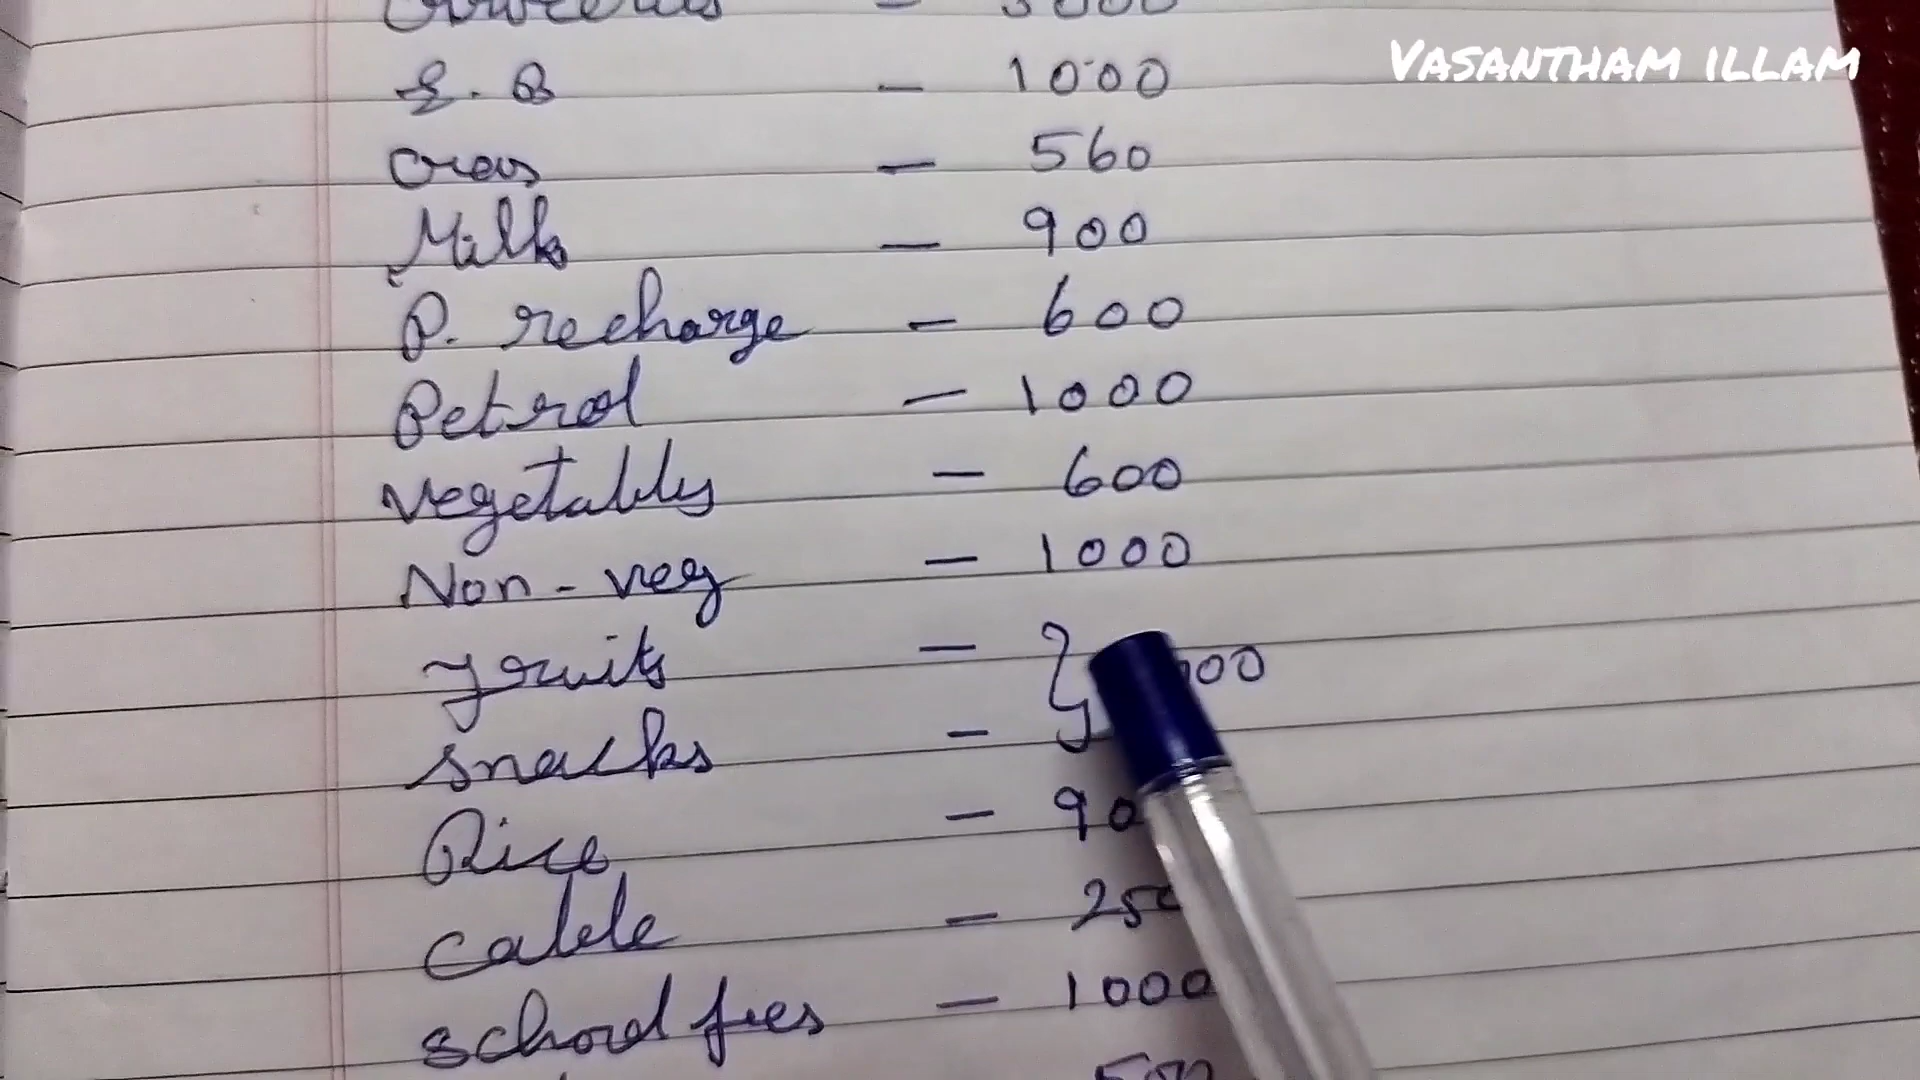 VASANTHAM ILLAM
E.B - 1000
Gas - 560
Milk - 900
P. recharge - 600
Petrol - 1000
Vegetables - 600
Non-veg - 1000
Fruits -
Snacks -
Rice -
Cable -
School fees - 1000